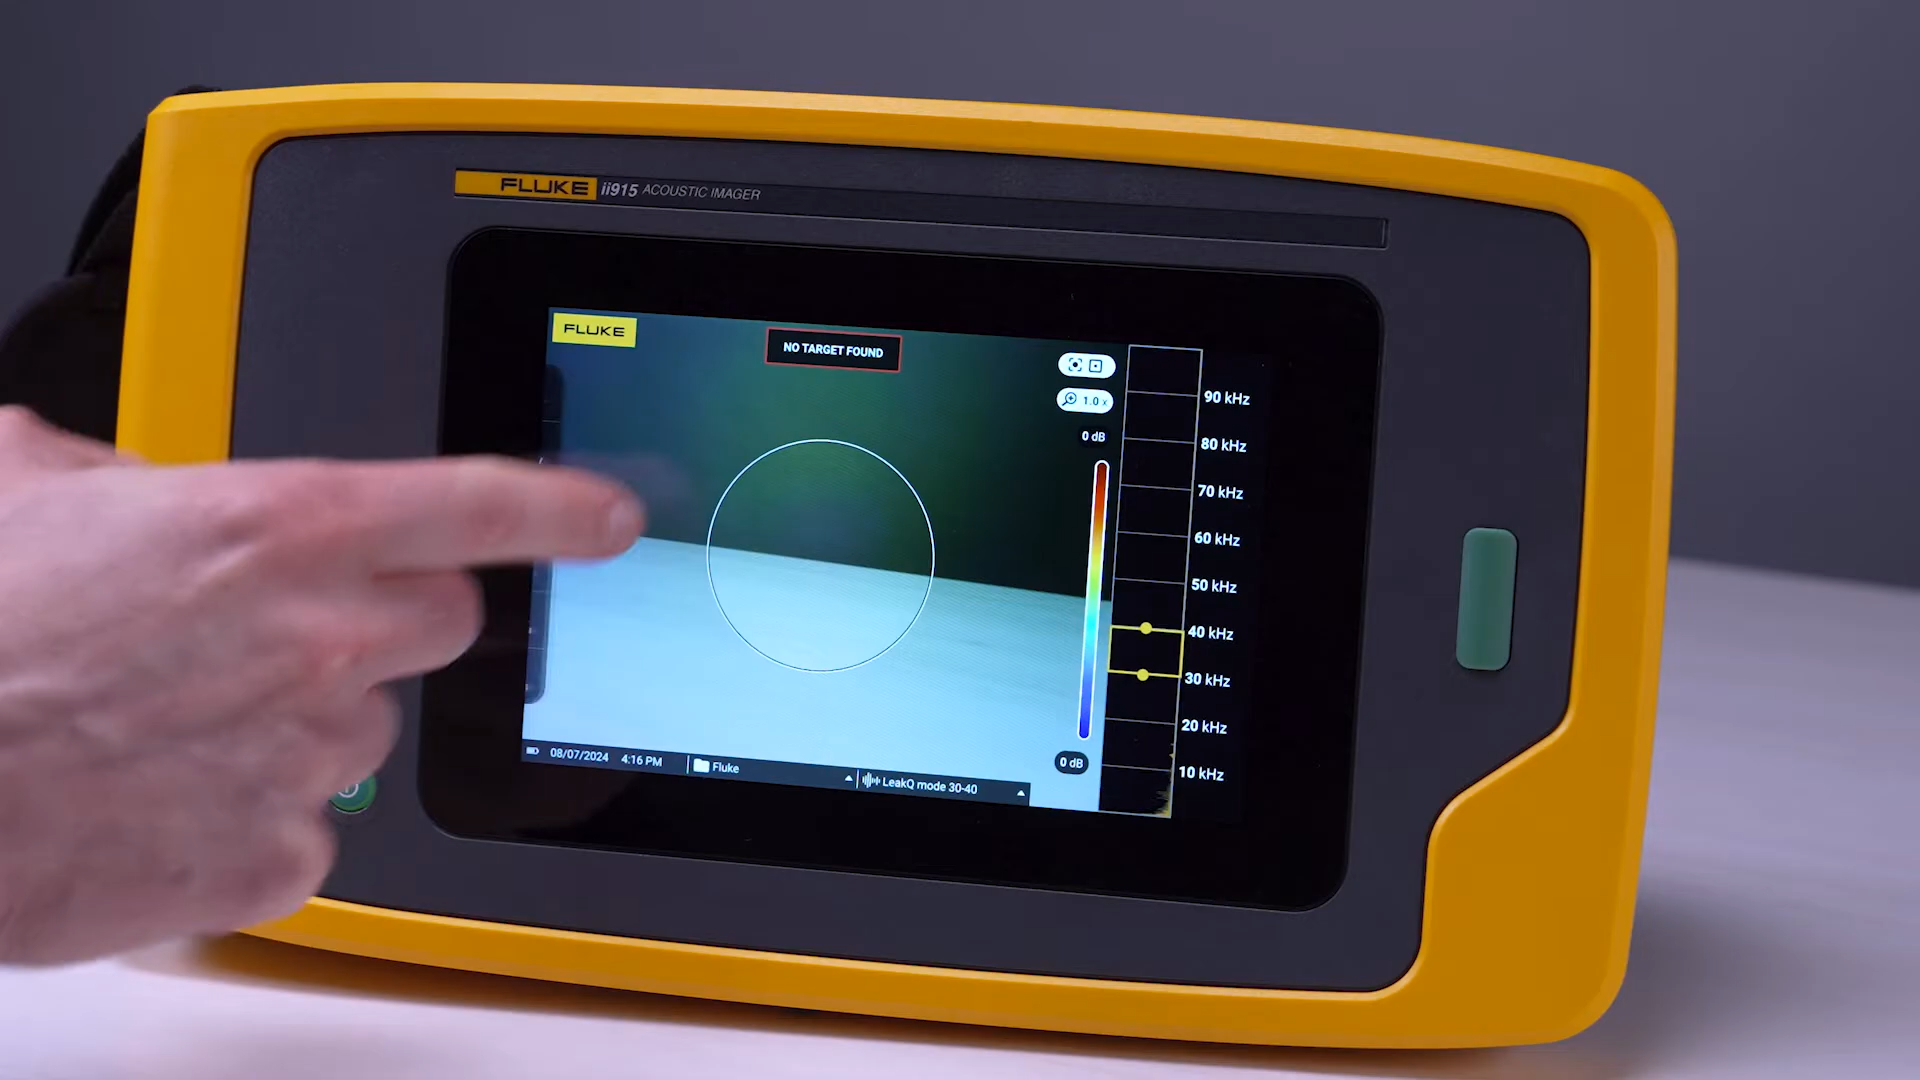 FLUKE ii915 ACOUSTIC IMAGER
FLUKE
NO TARGET FOUND
1.0 x
0 dB
90 kHz
80 kHz
70 kHz
60 kHz
50 kHz
40 kHz
30 kHz
20 kHz
10 kHz
0 dB
08/07/2024 4:16 PM Fluke LeakQ mode 30-40